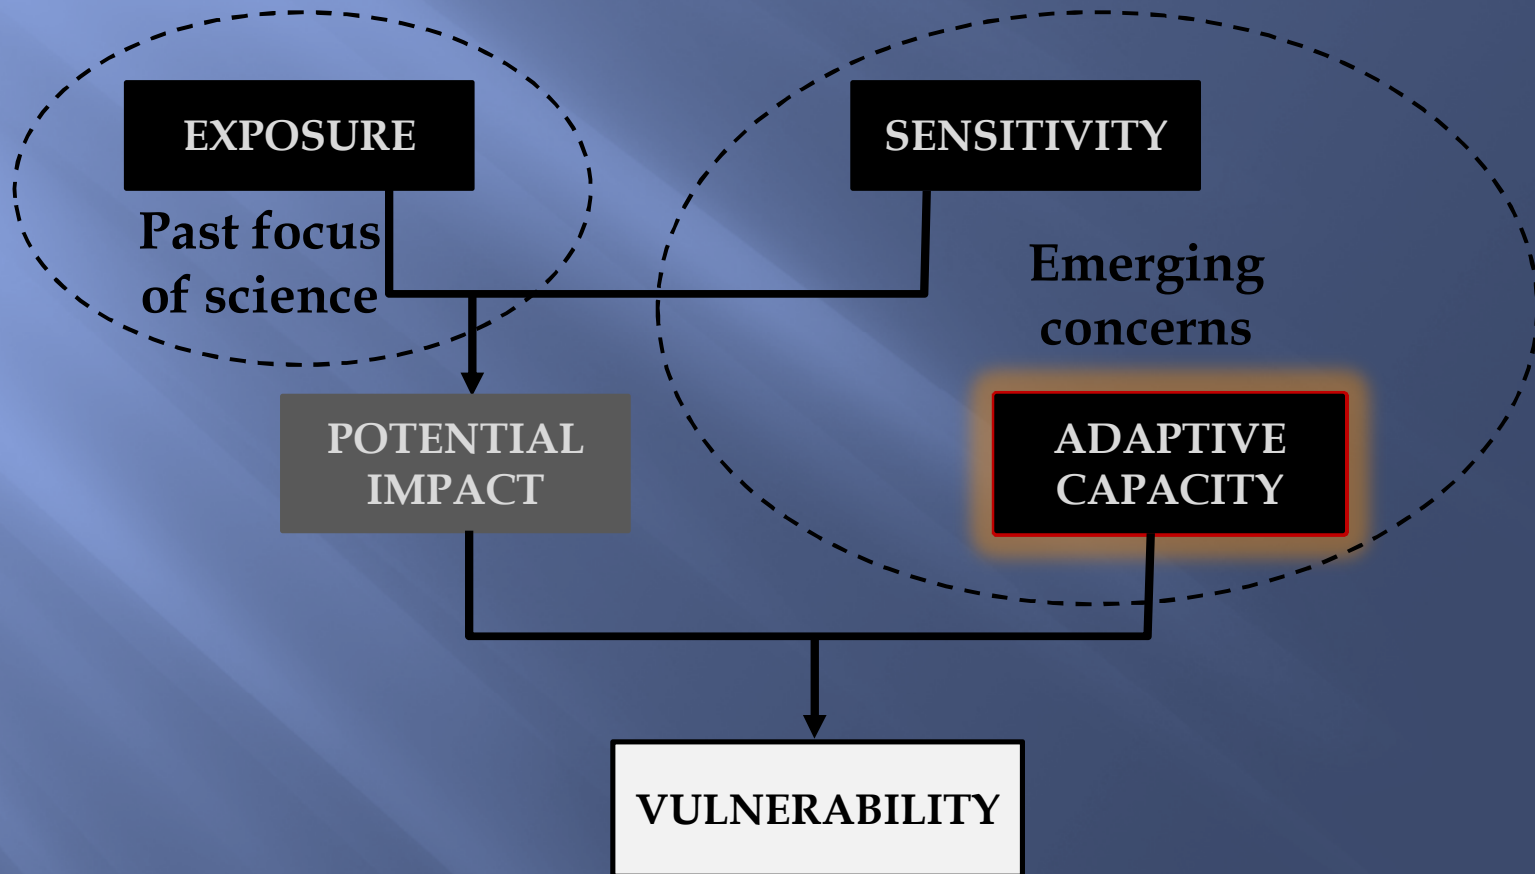 EXPOSURE
SENSITIVITY
Past focus
of science
Emerging
concerns
POTENTIAL
IMPACT
ADAPTIVE
CAPACITY
VULNERABILITY